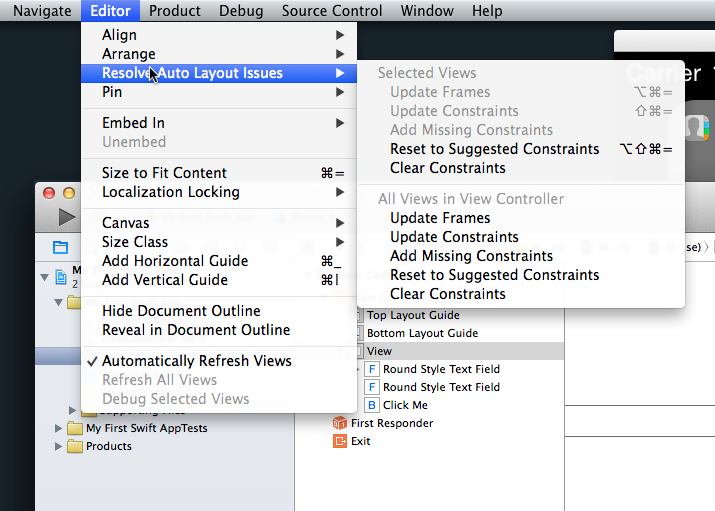 Navigate Editor Product Debug Source Control Window Help
Align
Arrange
Resolve Auto Layout Issues
Pin
Embed In
Unembed
Size to Fit Content ⌘=
Localization Locking
Canvas
Size Class
Add Horizontal Guide ⌘_
Add Vertical Guide ⌘|
Hide Document Outline
Reveal in Document Outline
✓ Automatically Refresh Views
Refresh All Views
Debug Selected Views
Selected Views
Update Frames ⌥⌘=
Update Constraints ⇧⌘=
Add Missing Constraints
Reset to Suggested Constraints ⌥⇧⌘=
Clear Constraints
All Views in View Controller
Update Frames
Update Constraints
Add Missing Constraints
Reset to Suggested Constraints
Clear Constraints
Carrier
se)
My F
2
Top Layout Guide
Bottom Layout Guide
View
F Round Style Text Field
F Round Style Text Field
B Click Me
First Responder
Exit
Supporting Files
My First Swift AppTests
Products